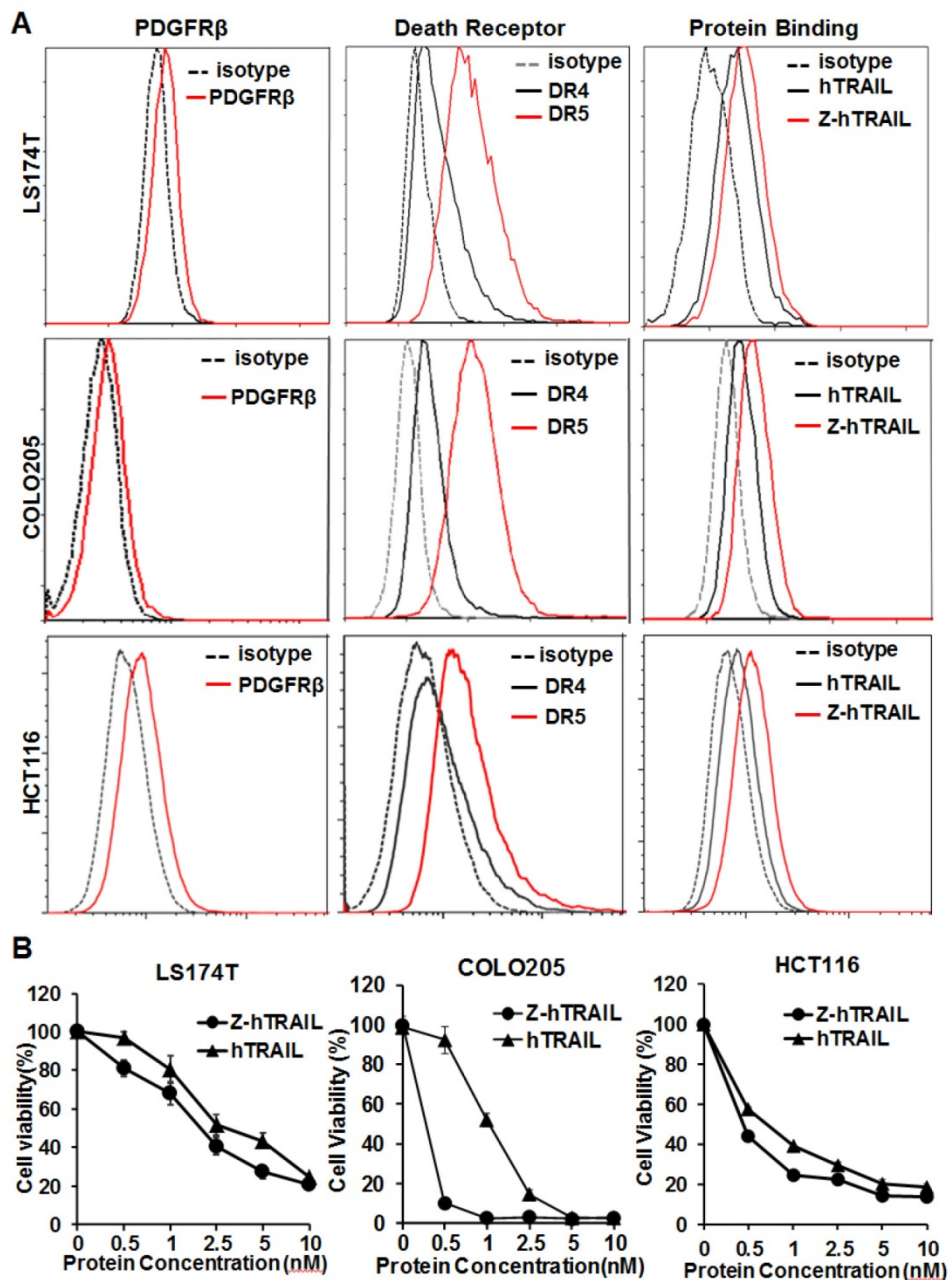 A
PDGFRβ
Death Receptor
Protein Binding
LS174T
isotype
PDGFRβ
isotype
DR4
DR5
isotype
hTRAIL
Z-hTRAIL
COLO205
isotype
PDGFRβ
isotype
DR4
DR5
isotype
hTRAIL
Z-hTRAIL
HCT116
isotype
PDGFRβ
isotype
DR4
DR5
isotype
hTRAIL
Z-hTRAIL
B
LS174T
Cell viability(%)
120
100
80
60
40
20
0
Z-hTRAIL
hTRAIL
0 0.5 1 2.5 5 10
Protein Concentration (nM)
COLO205
Cell Viability (%)
120
100
80
60
40
20
0
Z-hTRAIL
hTRAIL
0 0.5 1 2.5 5 10
Protein Concentration(nM)
HCT116
Cell Viability (%)
120
100
80
60
40
20
0
Z-hTRAIL
hTRAIL
0 0.5 1 2.5 5 10
Protein Concentration(nM)